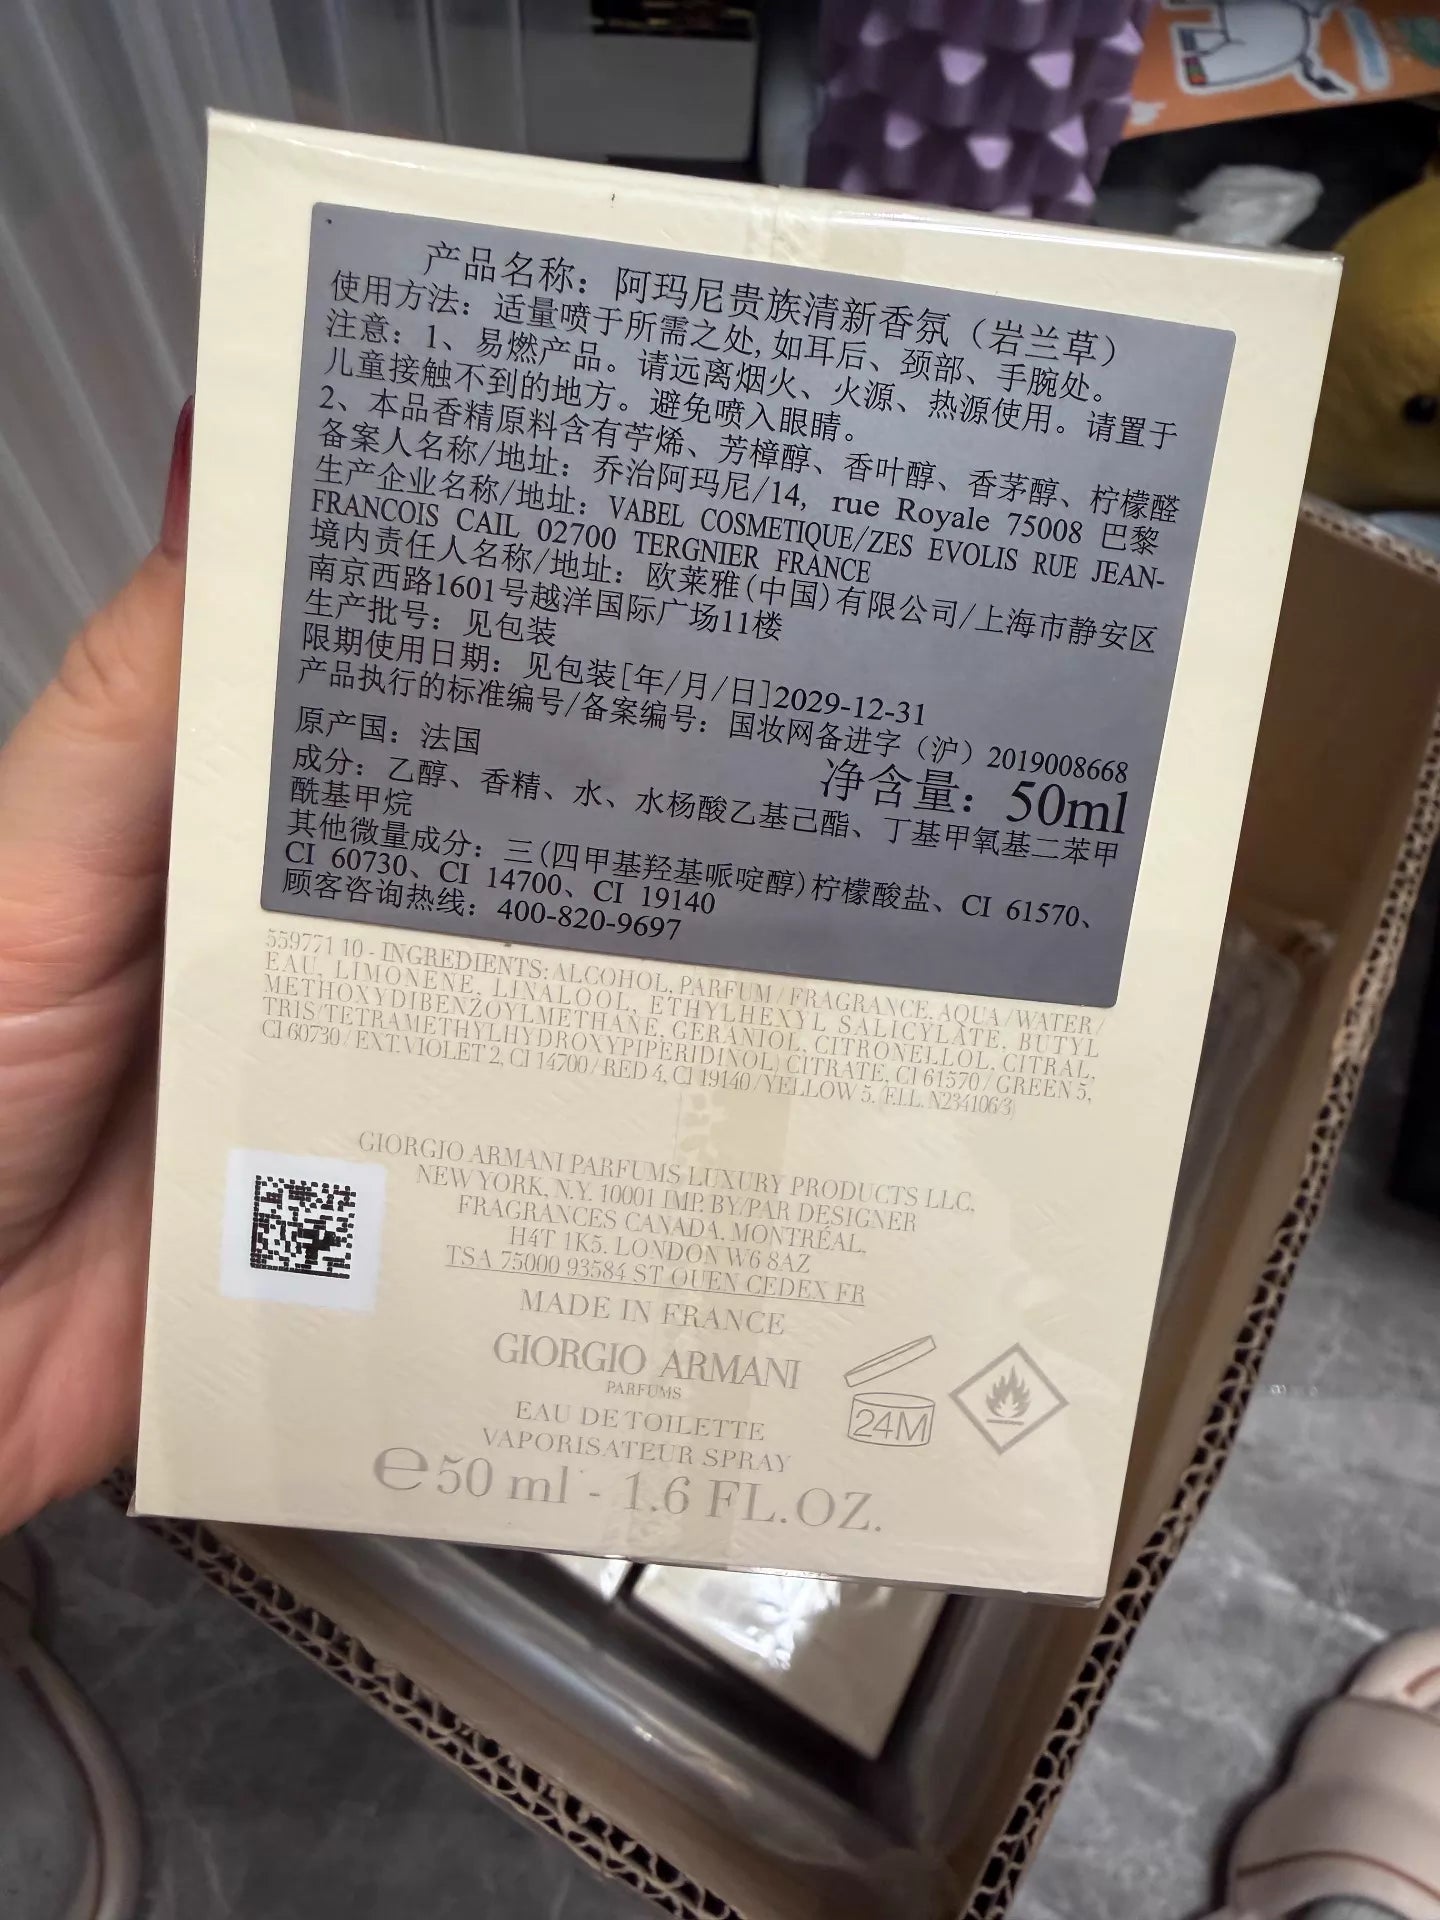 产品名称：阿玛尼贵族清新香氛（岩兰草）
使用方法：适量喷于所需之处,如耳后、颈部、手腕处。
注意：1、易燃产品。请远离烟火、火源、热源使用。请置于
儿童接触不到的地方。避免喷入眼睛。
2、本品香精原料含有苧烯、芳樟醇、香叶醇、香茅醇、柠檬醛
备案人名称/地址：乔治阿玛尼/14, rue Royale 75008 巴黎
生产企业名称/地址：VABEL COSMETIQUE/ZES EVOLIS RUE JEAN-
FRANCOIS CAIL 02700 TERGNIER FRANCE
境内责任人名称/地址：欧莱雅(中国)有限公司/上海市静安区
南京西路1601号越洋国际广场11楼
生产批号：见包装
限期使用日期：见包装[年/月/日]2029-12-31
产品执行的标准编号/备案编号：国妆网备进字（沪）2019008668
原产国：法国
净含量：50ml
成分：乙醇、香精、水、水杨酸乙基己酯、丁基甲氧基二苯甲
酰基甲烷
其他微量成分：三(四甲基羟基哌啶醇)柠檬酸盐、CI 61570、
CI 60730、CI 14700、CI 19140
顾客咨询热线：400-820-9697
559771 10 - INGREDIENTS: ALCOHOL, PARFUM / FRAGRANCE, AQUA / WATER /
EAU, LIMONENE, LINALOOL, ETHYLHEXYL SALICYLATE, BUTYL
METHOXYDIBENZOYLMETHANE, GERANIOL, CITRONELLOL, CITRAL,
TRIS(TETRAMETHYLHYDROXYPIPERIDINOL) CITRATE, CI 61570 / GREEN 5,
CI 60730 / EXT. VIOLET 2, CI 14700 / RED 4, CI 19140 / YELLOW 5. (F.I.L. N234106/3)
GIORGIO ARMANI PARFUMS LUXURY PRODUCTS LLC,
NEW YORK, N.Y. 10001 IMP. BY/PAR DESIGNER
FRAGRANCES CANADA, MONTRÉAL,
H4T 1K5. LONDON W6 8AZ
TSA 75000 93584 ST OUEN CEDEX FR
MADE IN FRANCE
GIORGIO ARMANI
PARFUMS
EAU DE TOILETTE
VAPORISATEUR SPRAY
24M
℮ 50 ml - 1.6 FL.OZ.